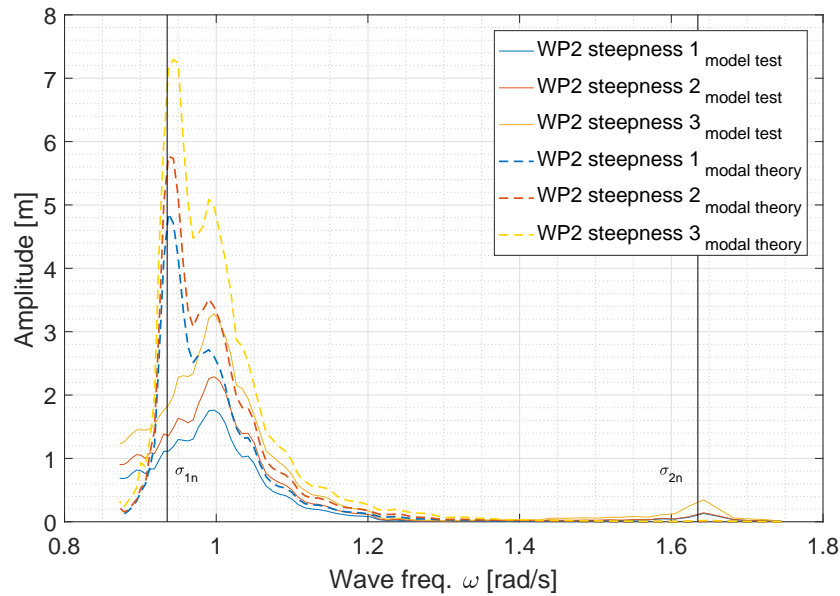 8
7
6
5
4
3
2
1
0
Amplitude [m]
WP2 steepness 1 model test
WP2 steepness 2 model test
WP2 steepness 3 model test
WP2 steepness 1 modal theory
WP2 steepness 2 modal theory
WP2 steepness 3 modal theory
σ1n
σ2n
0.8 1 1.2 1.4 1.6 1.8
Wave freq. ω [rad/s]